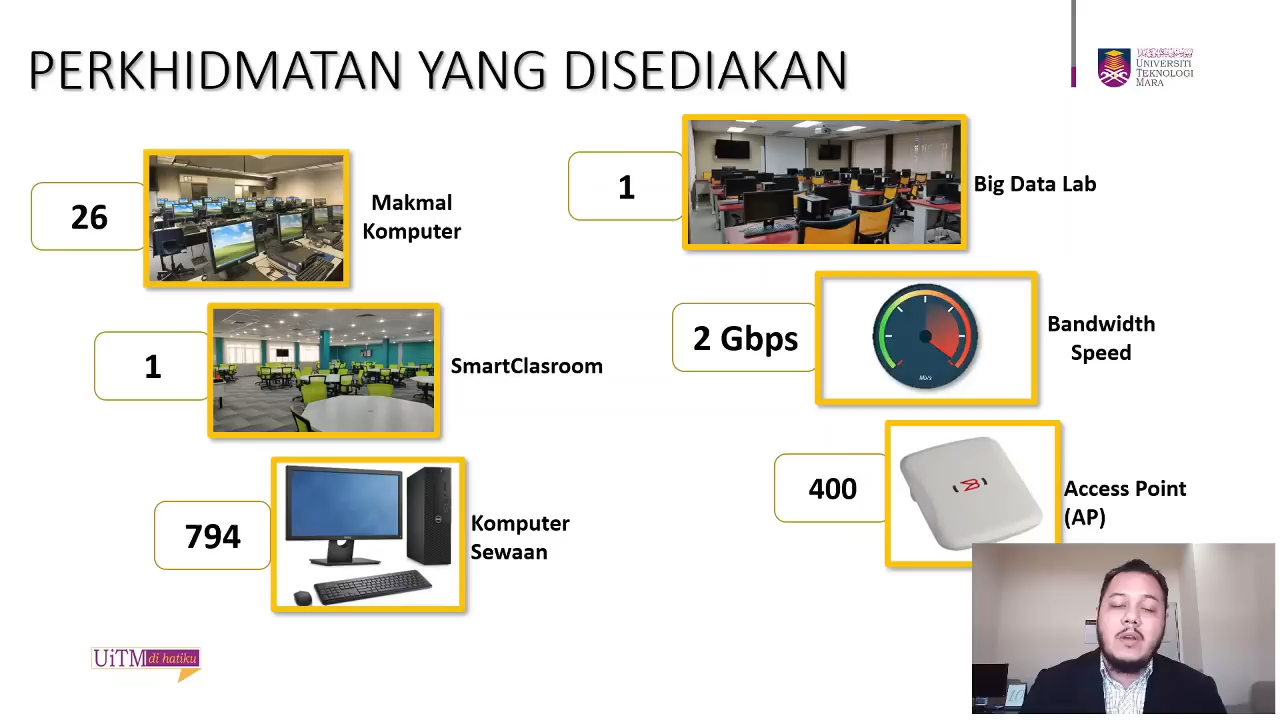 PERKHIDMATAN YANG DISEDIAKAN
UNIVERSITI
TEKNOLOGI
MARA
26
Makmal
Komputer
1
Big Data Lab
1
SmartClasroom
2 Gbps
Bandwidth
Speed
794
Komputer
Sewaan
400
Access Point
(AP)
UiTM di hatiku